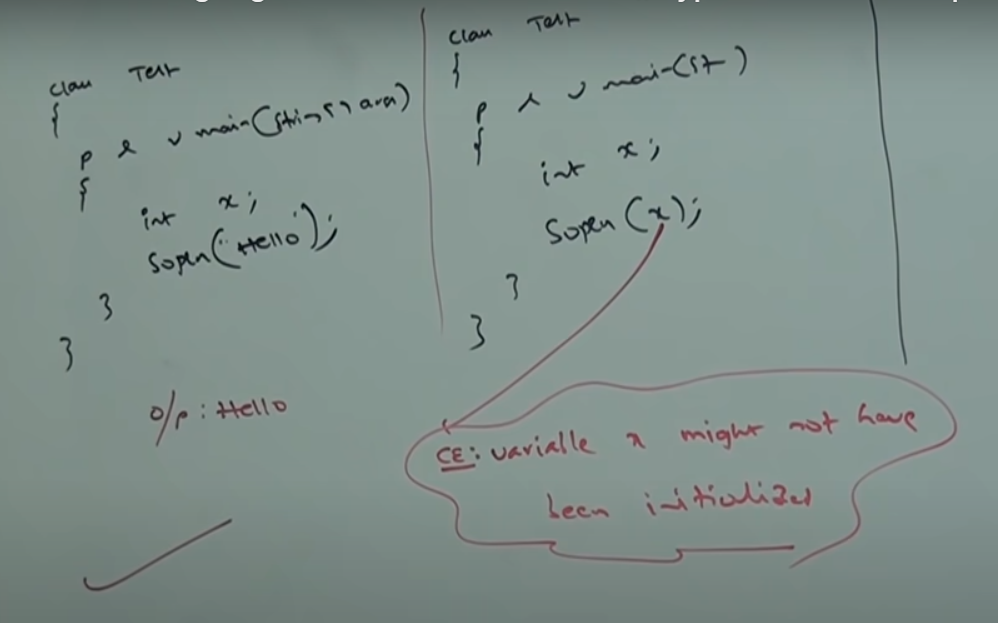 class Test
{
p s v main(String[] args)
{
int x;
Sopln("Hello");
}
}
o/p : Hello
class Test
{
p s v main(St )
{
int x;
Sopln(x);
}
}
CE: variable x might not have
been initialized